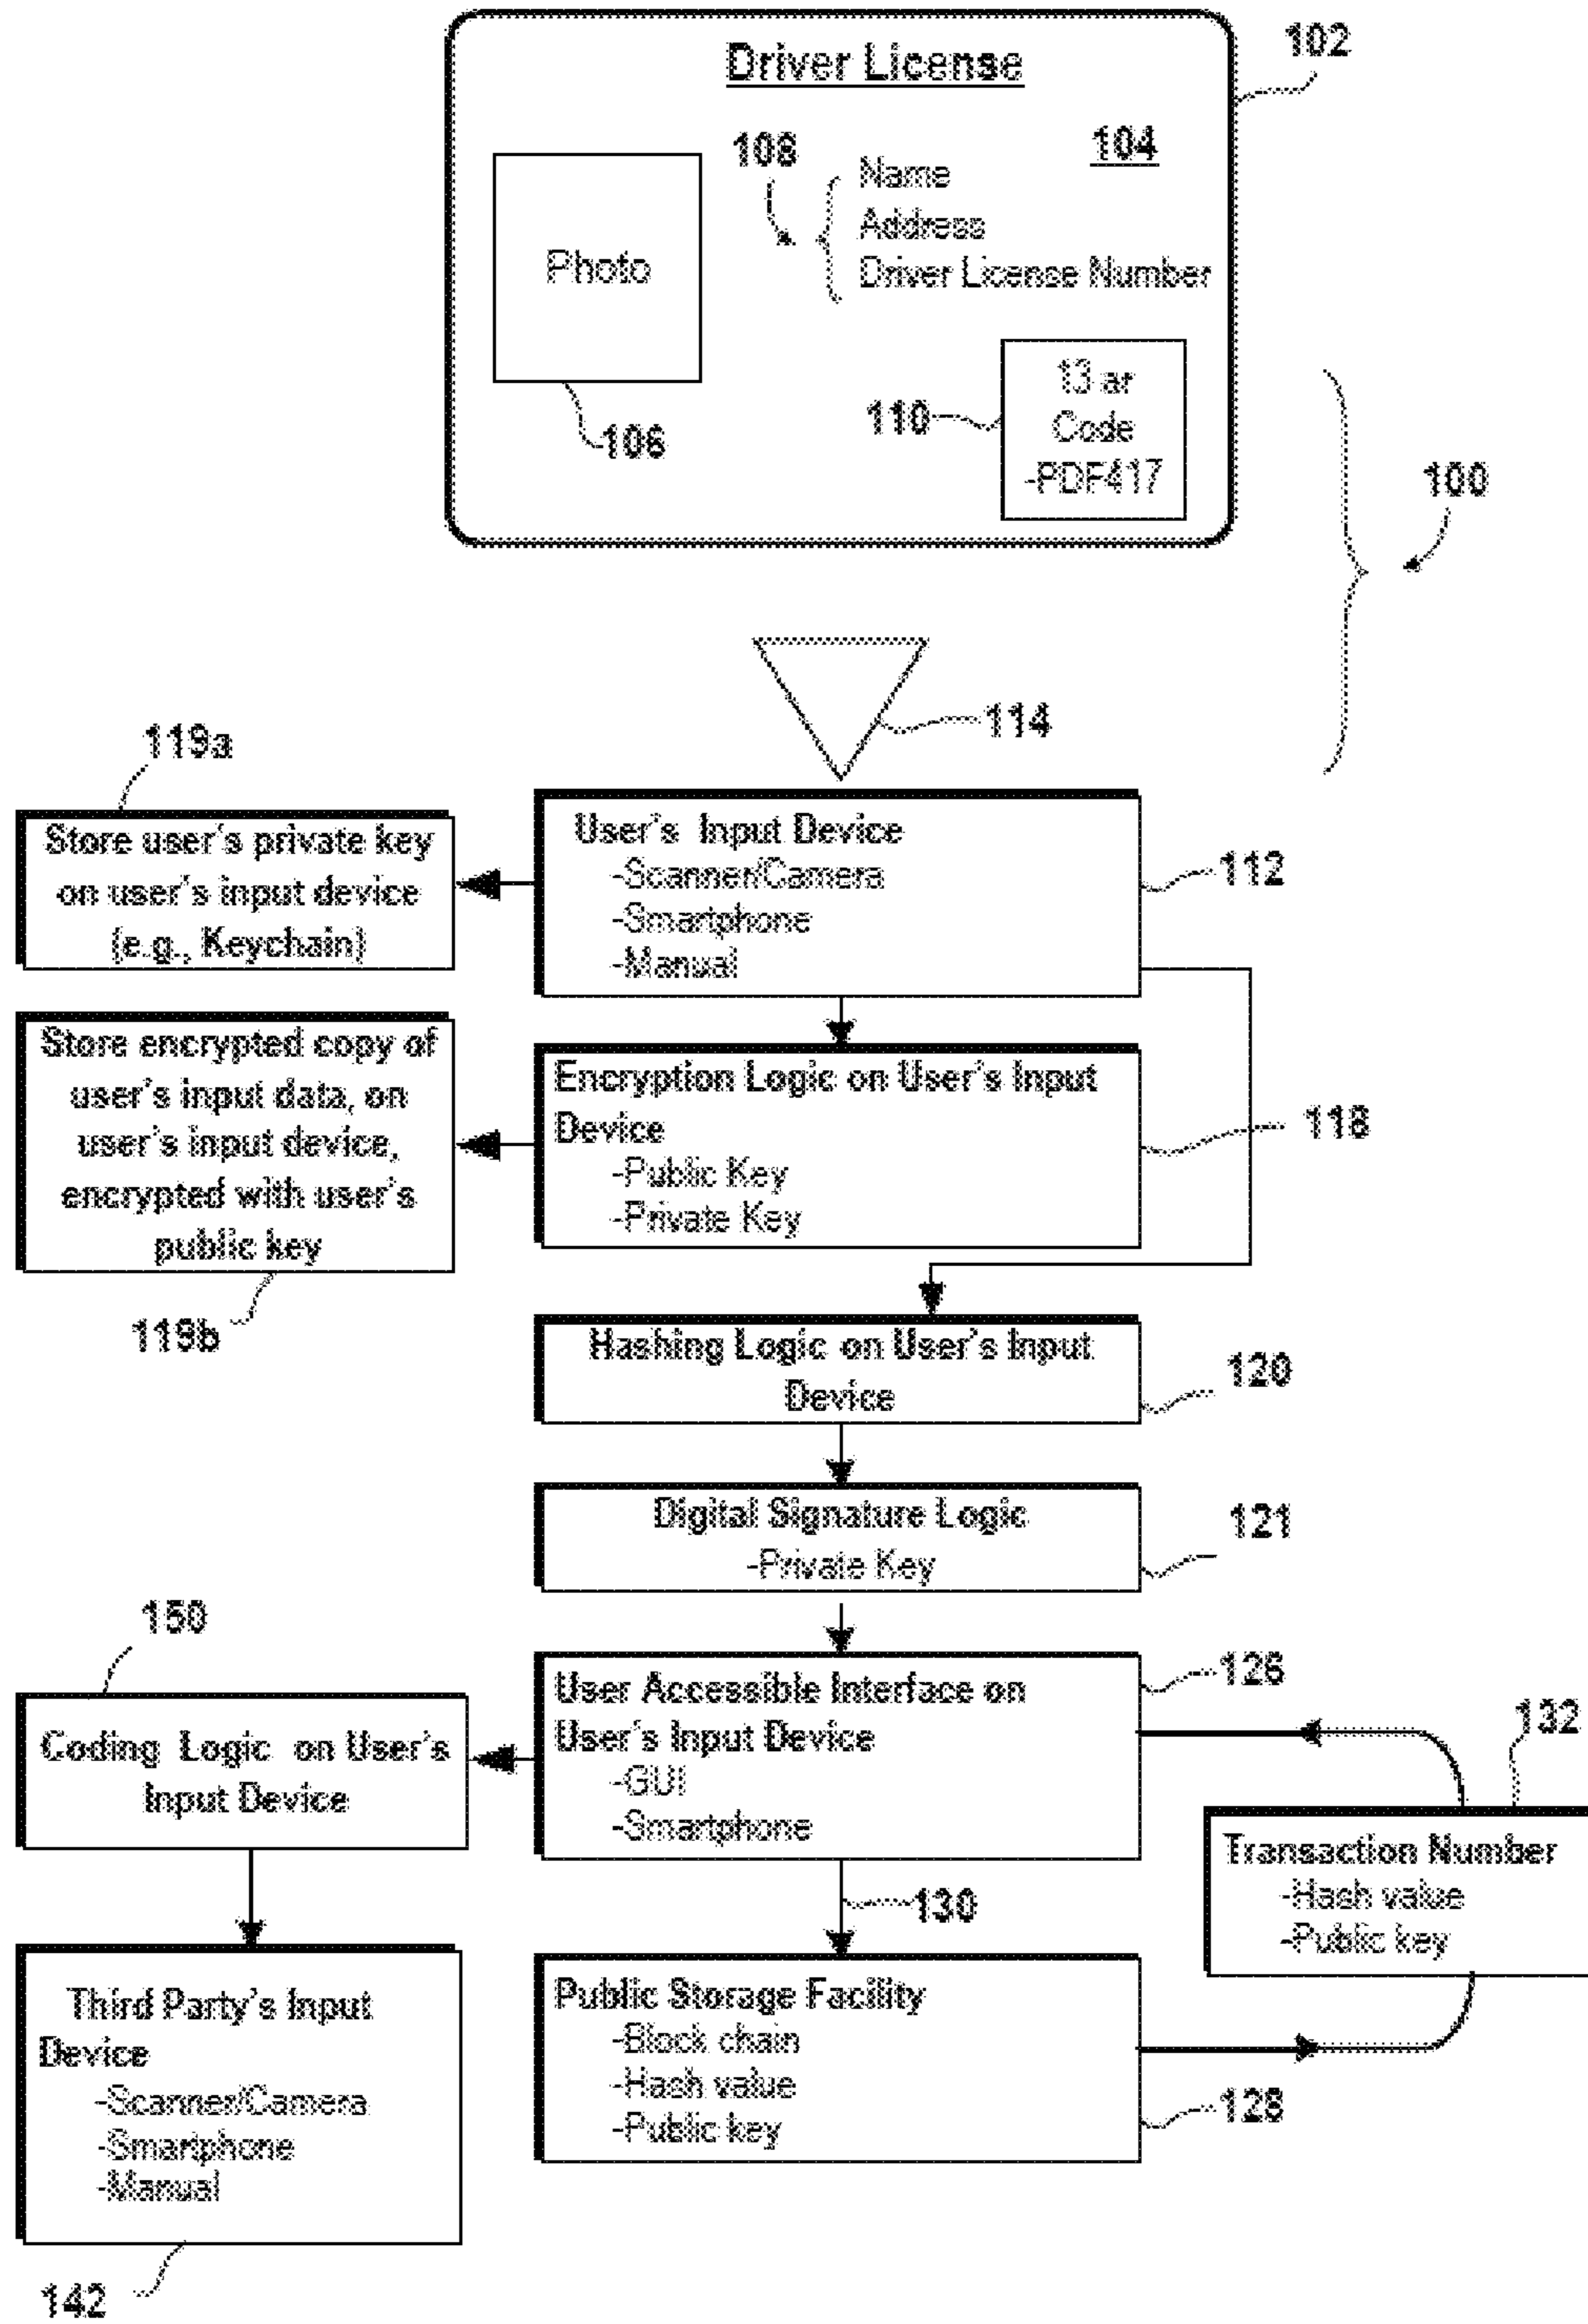 Driver License
102
104
108
Name
Address
Driver License Number
Photo
106
110
13 ar
Code
-PDF417
100
114
119a
Store user's private key
on user's input device
(e.g., Keychain)
User's Input Device
-Scanner/Camera
-Smartphone
-Manual
112
Store encrypted copy of
user's input data, on
user's input device,
encrypted with user's
public key
119b
Encryption Logic on User's Input
Device
-Public Key
-Private Key
118
Hashing Logic on User's Input
Device
120
Digital Signature Logic
-Private Key
121
150
Coding Logic on User's
Input Device
User Accessible Interface on
User's Input Device
-GUI
-Smartphone
126
132
Transaction Number
-Hash value
-Public key
130
Third Party's Input
Device
-Scanner/Camera
-Smartphone
-Manual
142
Public Storage Facility
-Block chain
-Hash value
-Public key
128